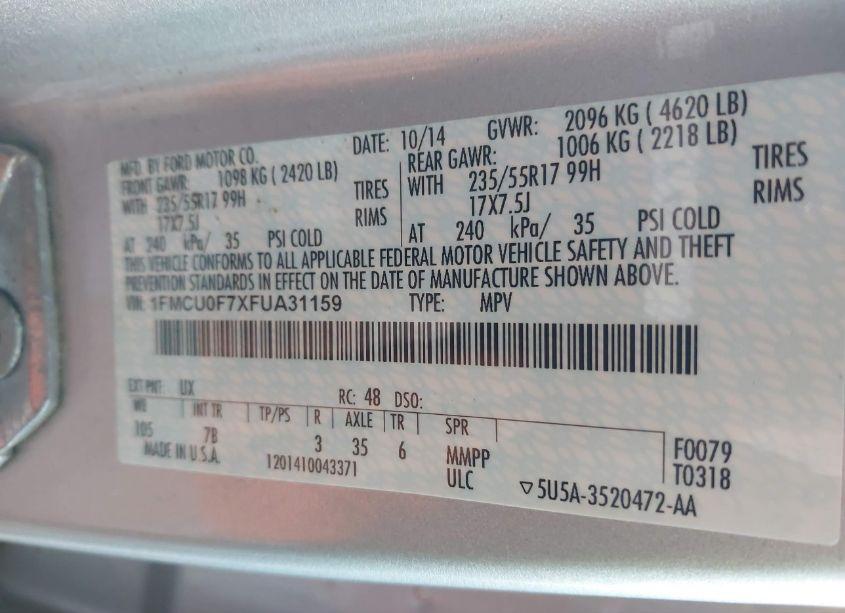 MFD. BY FORD MOTOR CO. DATE: 10/14 GVWR: 2096 KG ( 4620 LB)
FRONT GAWR: 1098 KG ( 2420 LB) REAR GAWR: 1006 KG ( 2218 LB)
WITH 235/55R17 99H TIRES WITH 235/55R17 99H TIRES
17X7.5J RIMS 17X7.5J RIMS
AT 240 kPa/ 35 PSI COLD AT 240 kPa/ 35 PSI COLD
THIS VEHICLE CONFORMS TO ALL APPLICABLE FEDERAL MOTOR VEHICLE SAFETY AND THEFT
PREVENTION STANDARDS IN EFFECT ON THE DATE OF MANUFACTURE SHOWN ABOVE.
VIN: 1FMCU0F7XFUA31159 TYPE: MPV
EXT PNT: UX RC: 48 DSO:
WB INT TR TP/PS R AXLE TR SPR
105 7B 3 35 6 MMPP F0079
MADE IN U.S.A. 1201410043371 ULC T0318
▽5U5A-3520472-AA